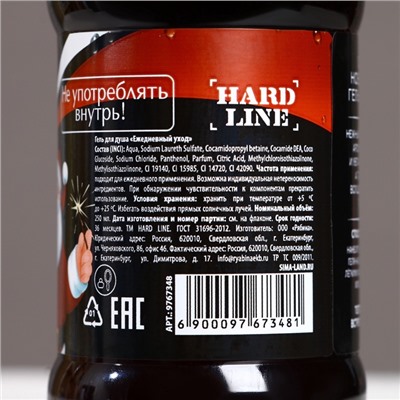 Не употреблять
внутрь!
HARD
LINE
Гель для душа «Ежедневный уход»
Состав (INCI): Aqua, Sodium Laureth Sulfate, Cocamidopropyl betaine, Cocamide DEA, Coco
Glucoside, Sodium Chloride, Panthenol, Parfum, Citric Acid, Methylchloroisothiazolinone,
Methylisothiazolinone, CI 19140, CI 15985, CI 14720, CI 42090. Частота применения:
подходит для ежедневного применения. Возможна индивидуальная непереносимость
ингредиентов. При обнаружении чувствительности к компонентам прекратите
использование. Условия хранения: хранить при температуре от +5 °C
до +25 °C. Избегать воздействия прямых солнечных лучей. Номинальный объём:
250 мл. Дата изготовления и номер партии: см. на флаконе. Срок годности:
36 месяцев. ТМ HARD LINE. ГОСТ 31696-2012. Изготовитель: ООО «Рябина».
Юридический адрес: Россия, 620010, Свердловская обл., г. Екатеринбург,
ул. Черняховского, 86, офис 46. Фактический адрес: Россия, 620024, Свердловская обл.,
г. Екатеринбург, ул. Димитрова, д. 17. info@ryabinaekb.ru, тел.:
SIMA-LAND.RU
01
EAC
АРТ.: 9767348
6 900097 673481